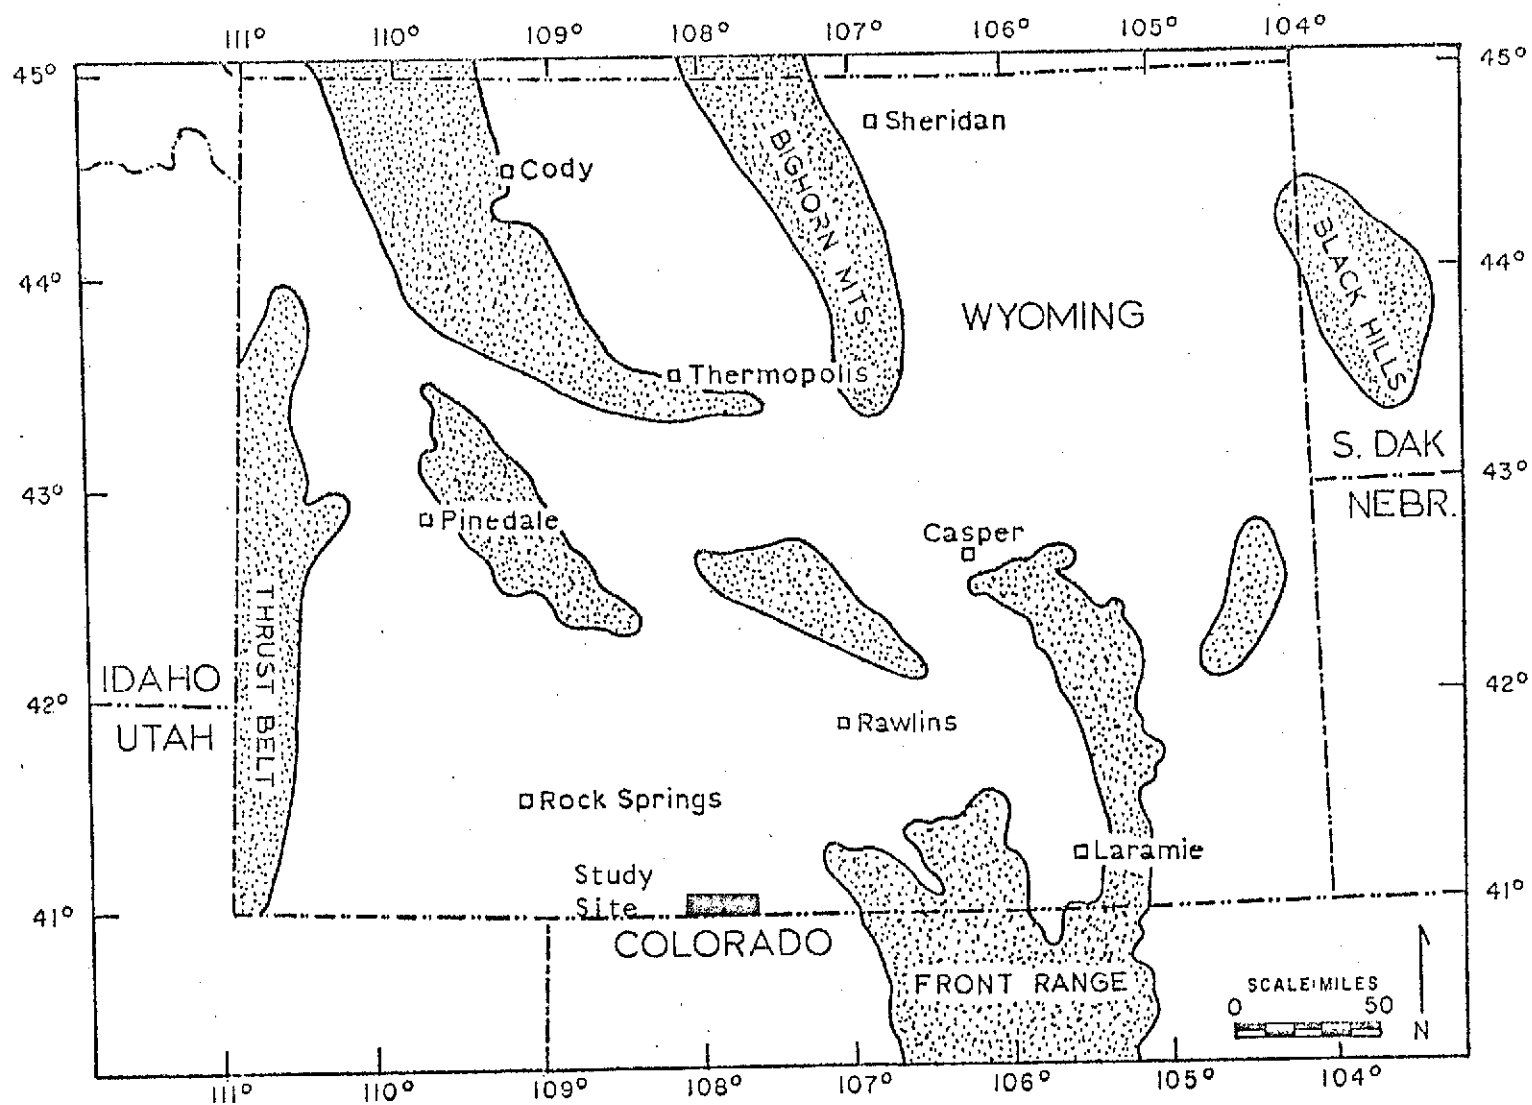 111° 110° 109° 108° 107° 106° 105° 104°
45° 45°
Sheridan
Cody
BIGHORN MTS
BLACK HILLS
44° 44°
WYOMING
Thermopolis
S. DAK
43° 43°
NEBR.
Pinedale
Casper
THRUST BELT
IDAHO
42° 42°
UTAH
Rawlins
Rock Springs
Laramie
Study
Site
41° 41°
COLORADO
FRONT RANGE
SCALE:MILES
0 50
N
111° 110° 109° 108° 107° 106° 105° 104°